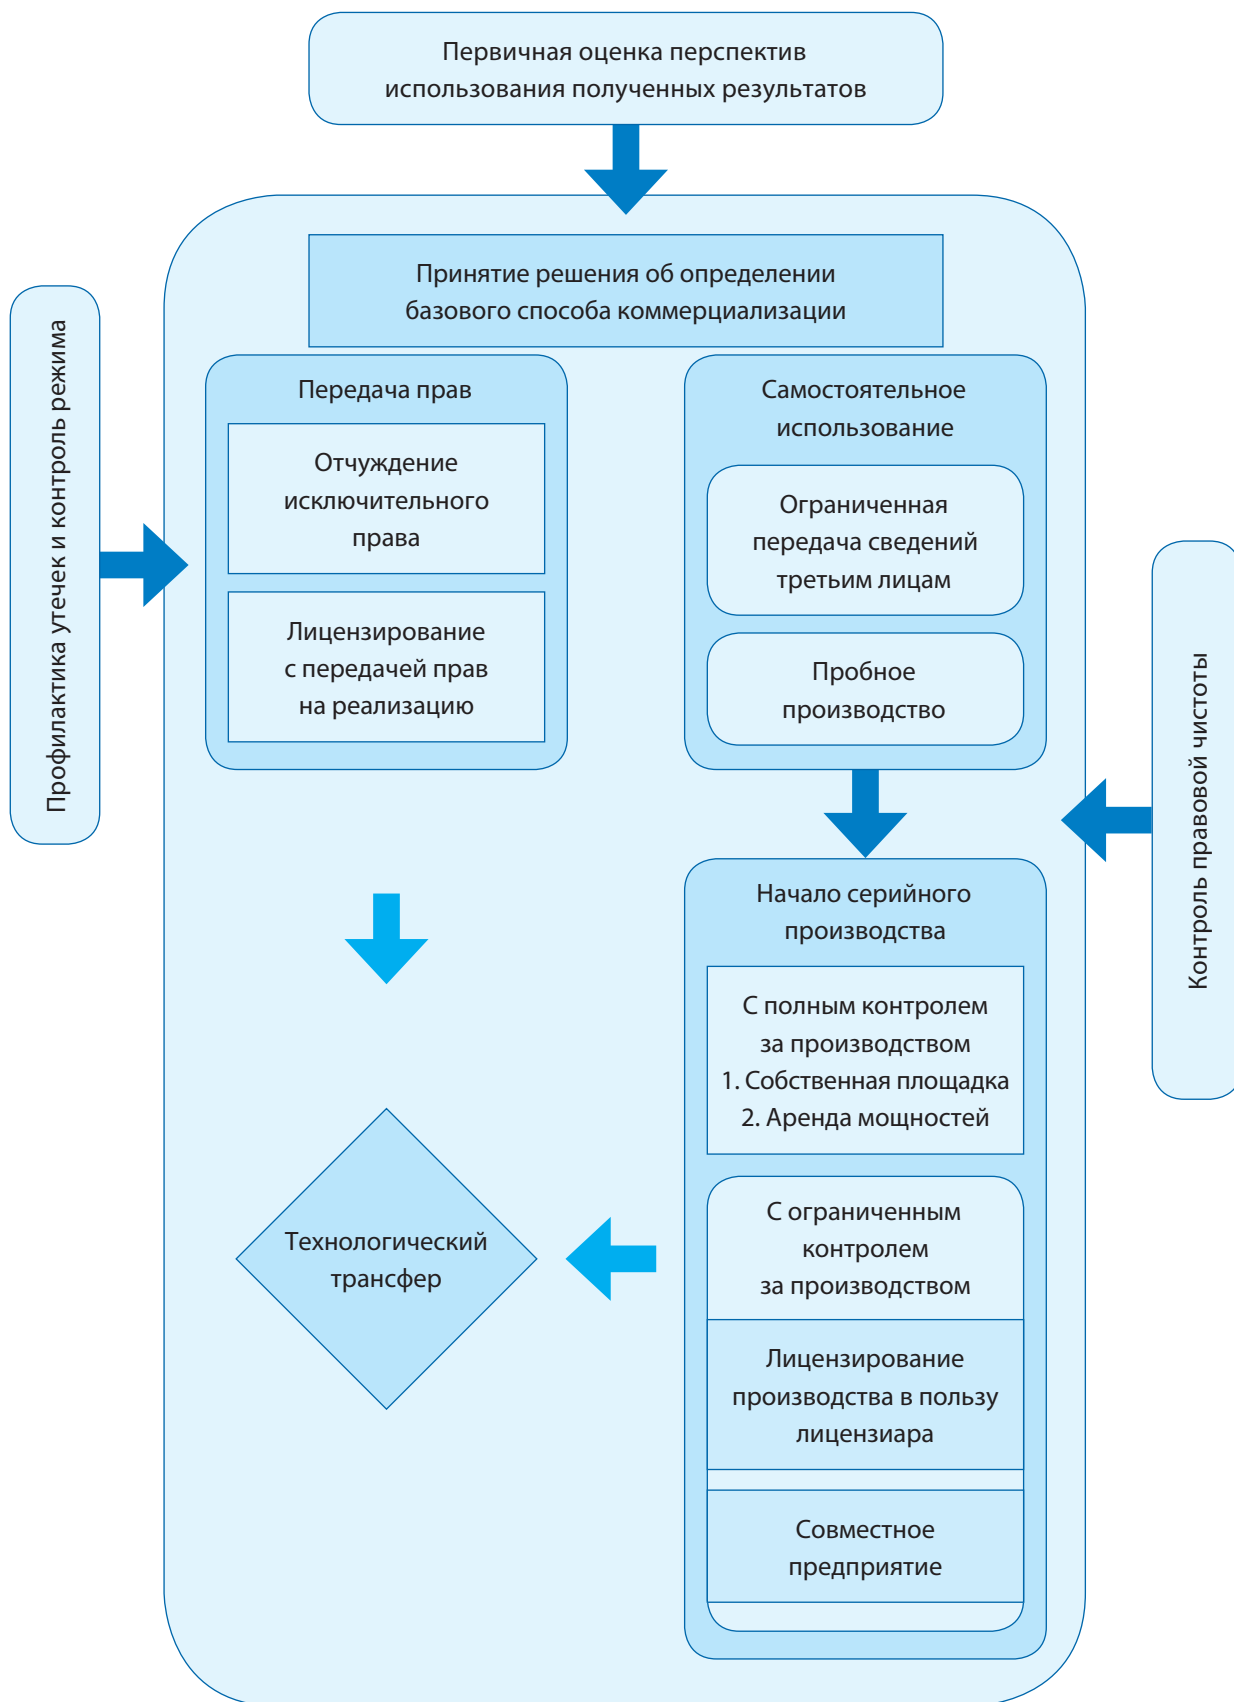 Первичная оценка перспектив
использования полученных результатов
Принятие решения об определении
базового способа коммерциализации
Профилактика утечек и контроль режима
Передача прав
Отчуждение
исключительного
права
Лицензирование
с передачей прав
на реализацию
Самостоятельное
использование
Ограниченная
передача сведений
третьим лицам
Пробное
производство
Контроль правовой чистоты
Начало серийного
производства
С полным контролем
за производством
1. Собственная площадка
2. Аренда мощностей
Технологический
трансфер
С ограниченным
контролем
за производством
Лицензирование
производства в пользу
лицензиара
Совместное
предприятие